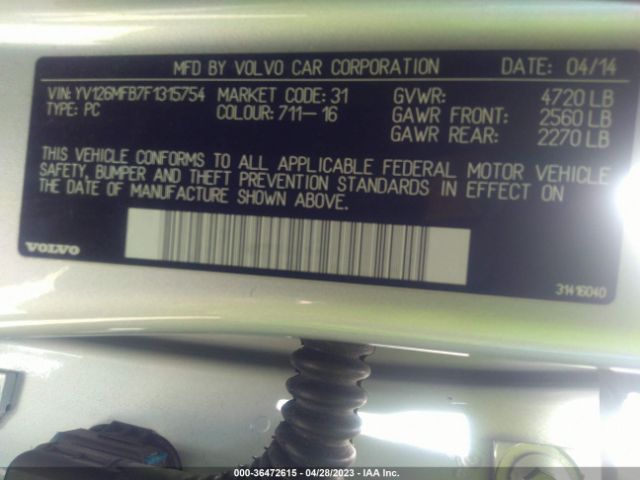 MFD BY VOLVO CAR CORPORATION DATE: 04/14
VIN: YV126MFB7F1315754 MARKET CODE: 31 GVWR: 4720 LB
TYPE: PC COLOUR: 711-16 GAWR FRONT: 2560 LB
GAWR REAR: 2270 LB
THIS VEHICLE CONFORMS TO ALL APPLICABLE FEDERAL MOTOR VEHICLE
SAFETY, BUMPER AND THEFT PREVENTION STANDARDS IN EFFECT ON
THE DATE OF MANUFACTURE SHOWN ABOVE.
VOLVO
31416040
000-36472615 - 04/28/2023 - IAA Inc.